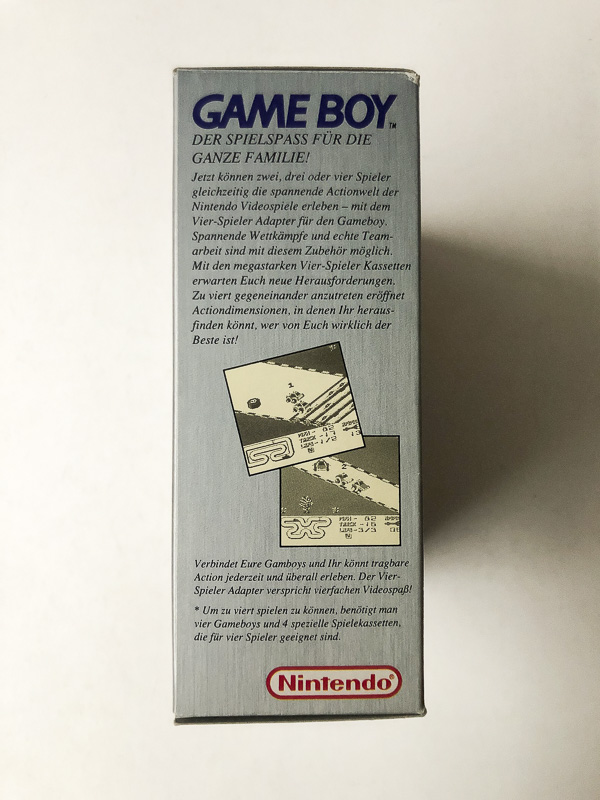 GAME BOY™
DER SPIELSPASS FÜR DIE
GANZE FAMILIE!
Jetzt können zwei, drei oder vier Spieler
gleichzeitig die spannende Actionwelt der
Nintendo Videospiele erleben – mit dem
Vier-Spieler Adapter für den Gameboy.
Spannende Wettkämpfe und echte Team-
arbeit sind mit diesem Zubehör möglich.
Mit den megastarken Vier-Spieler Kassetten
erwarten Euch neue Herausforderungen.
Zu viert gegeneinander anzutreten eröffnet
Actiondimensionen, in denen Ihr heraus-
finden könnt, wer von Euch wirklich der
Beste ist!
1
2
Verbindet Eure Gamboys und Ihr könnt tragbare
Action jederzeit und überall erleben. Der Vier-
Spieler Adapter verspricht vierfachen Videospaß!
* Um zu viert spielen zu können, benötigt man
vier Gameboys und 4 spezielle Spielekassetten,
die für vier Spieler geeignet sind.
Nintendo®